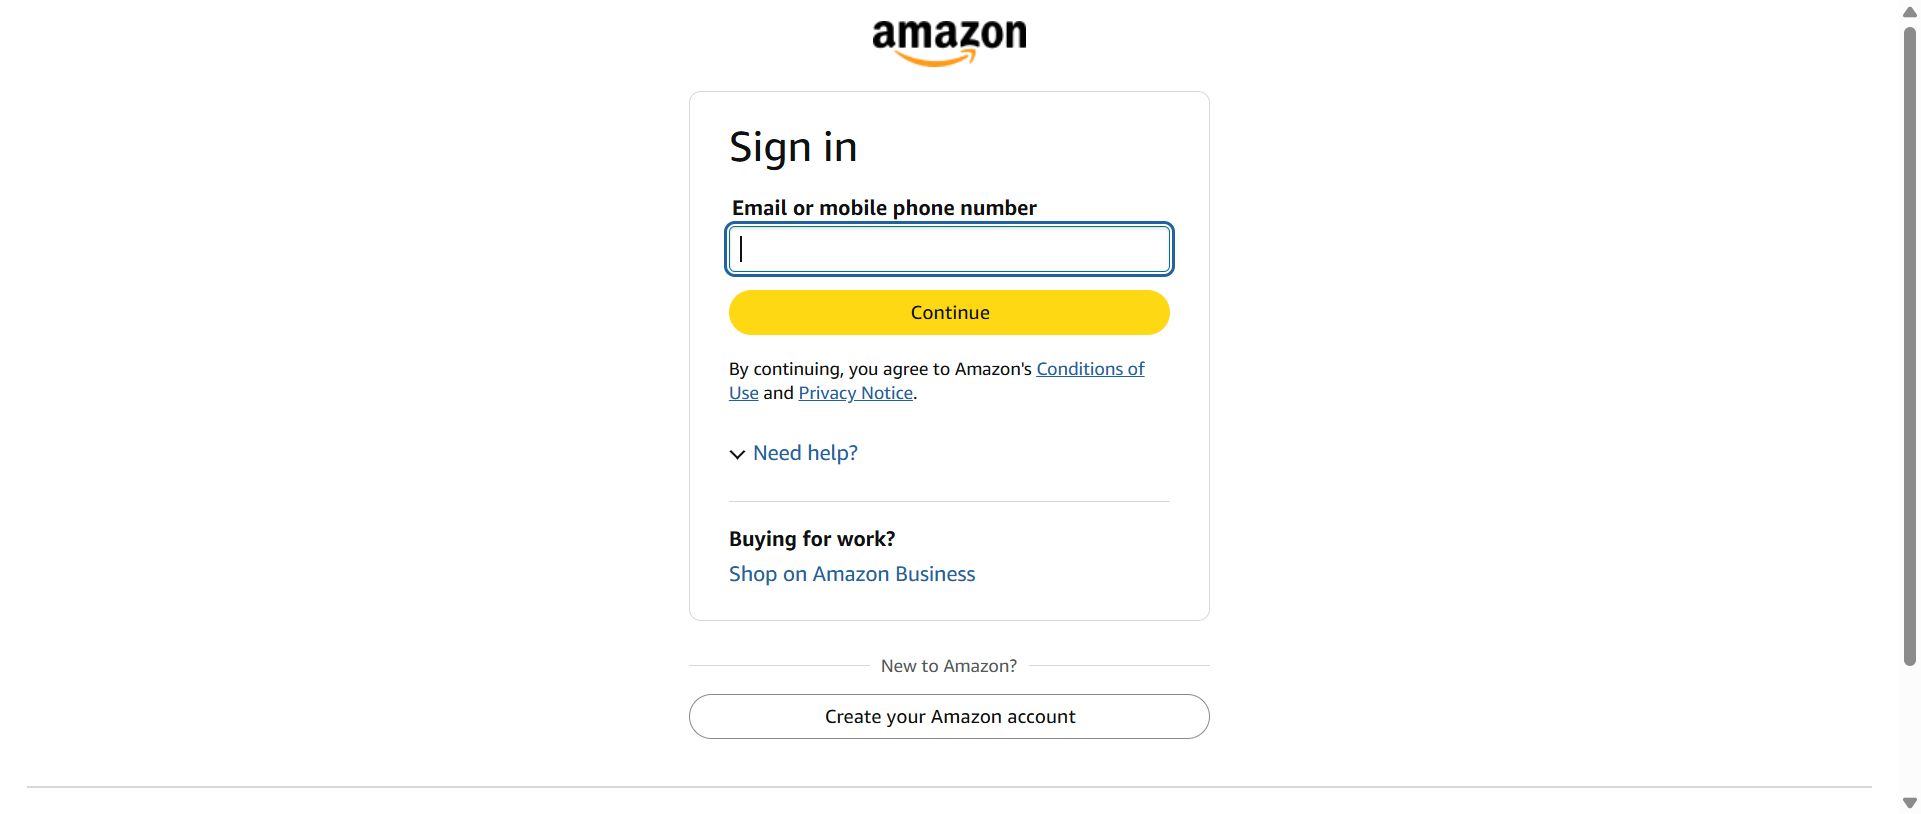 amazon
Sign in
Email or mobile phone number
Continue
By continuing, you agree to Amazon's Conditions of
Use and Privacy Notice.
Need help?
Buying for work?
Shop on Amazon Business
New to Amazon?
Create your Amazon account